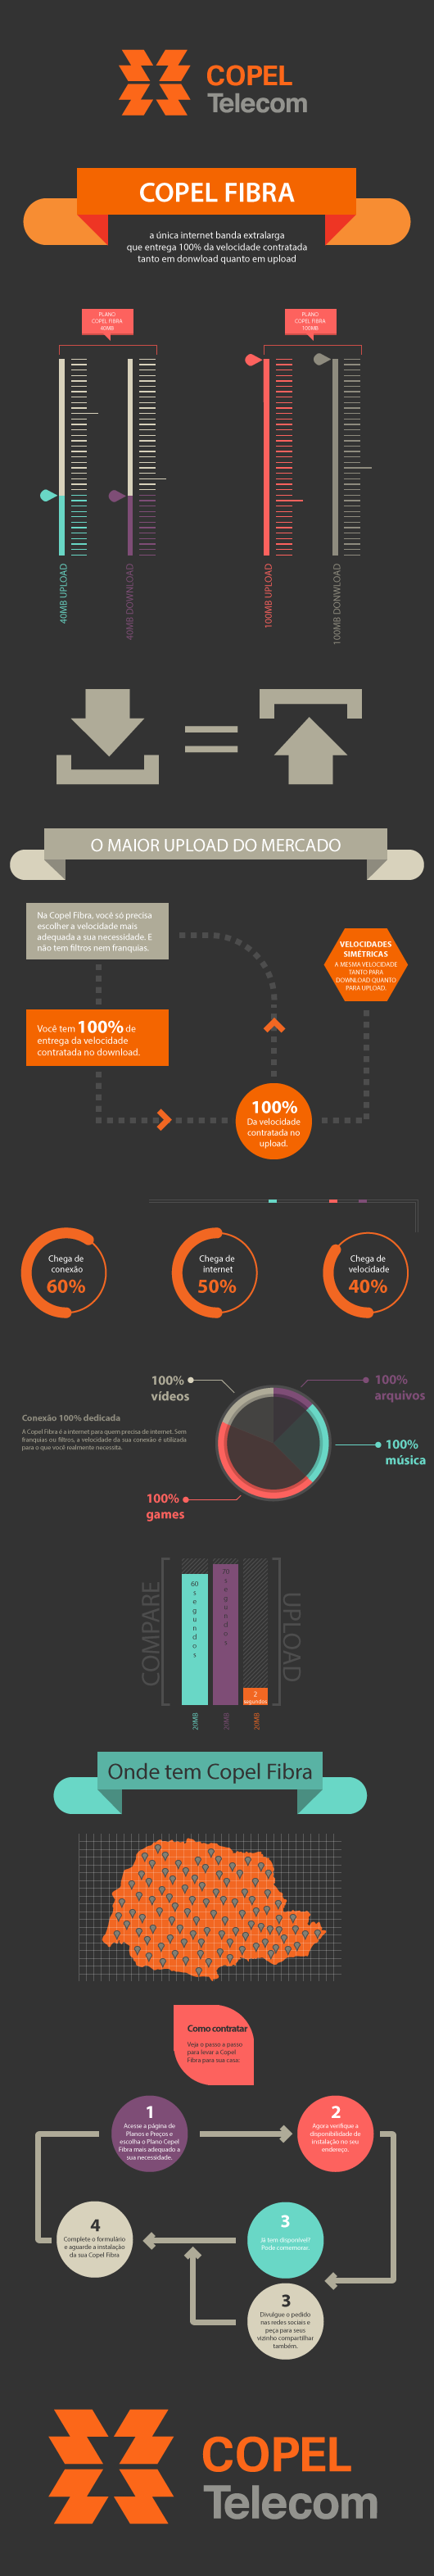 COPEL
Telecom
COPEL FIBRA
a única internet banda extralarga
que entrega 100% da velocidade contratada
tanto em donwload quanto em upload
PLANO
COPEL FIBRA
40MB
PLANO
COPEL FIBRA
100MB
40MB UPLOAD
40MB DOWNLOAD
100MB UPLOAD
100MB DONWLOAD
O MAIOR UPLOAD DO MERCADO
Na Copel Fibra, você só precisa
escolher a velocidade mais
adequada a sua necessidade. E
não tem filtros nem franquias.
VELOCIDADES
SIMÉTRICAS
A MESMA VELOCIDADE
TANTO PARA
DOWNLOAD QUANTO
PARA UPLOAD.
Você tem 100% de
entrega da velocidade
contratada no download.
100%
Da velocidade
contratada no
upload.
Chega de
conexão
60%
Chega de
internet
50%
Chega de
velocidade
40%
100%
vídeos
100%
arquivos
Conexão 100% dedicada
A Copel Fibra é a internet para quem precisa de internet. Sem
franquias ou filtros, a velocidade da sua conexão é utilizada
para o que você realmente necessita.
100%
música
100%
games
COMPARE
60
segundos
70
segundos
2
segundos
UPLOAD
20MB
20MB
20MB
Onde tem Copel Fibra
Como contratar
Veja o passo a passo
para levar a Copel
Fibra para sua casa:
1
Acesse a página de
Planos e Preços e
escolha o Plano Copel
Fibra mais adequado a
sua necessidade.
2
Agora verifique a
disponibilidade de
instalação no seu
endereço.
3
Já tem disponível?
Pode comemorar.
4
Complete o formulário
e aguarde a instalação
da sua Copel Fibra
3
Divulgue o pedido
nas redes sociais e
peça para seus
vizinho compartilhar
também.
COPEL
Telecom